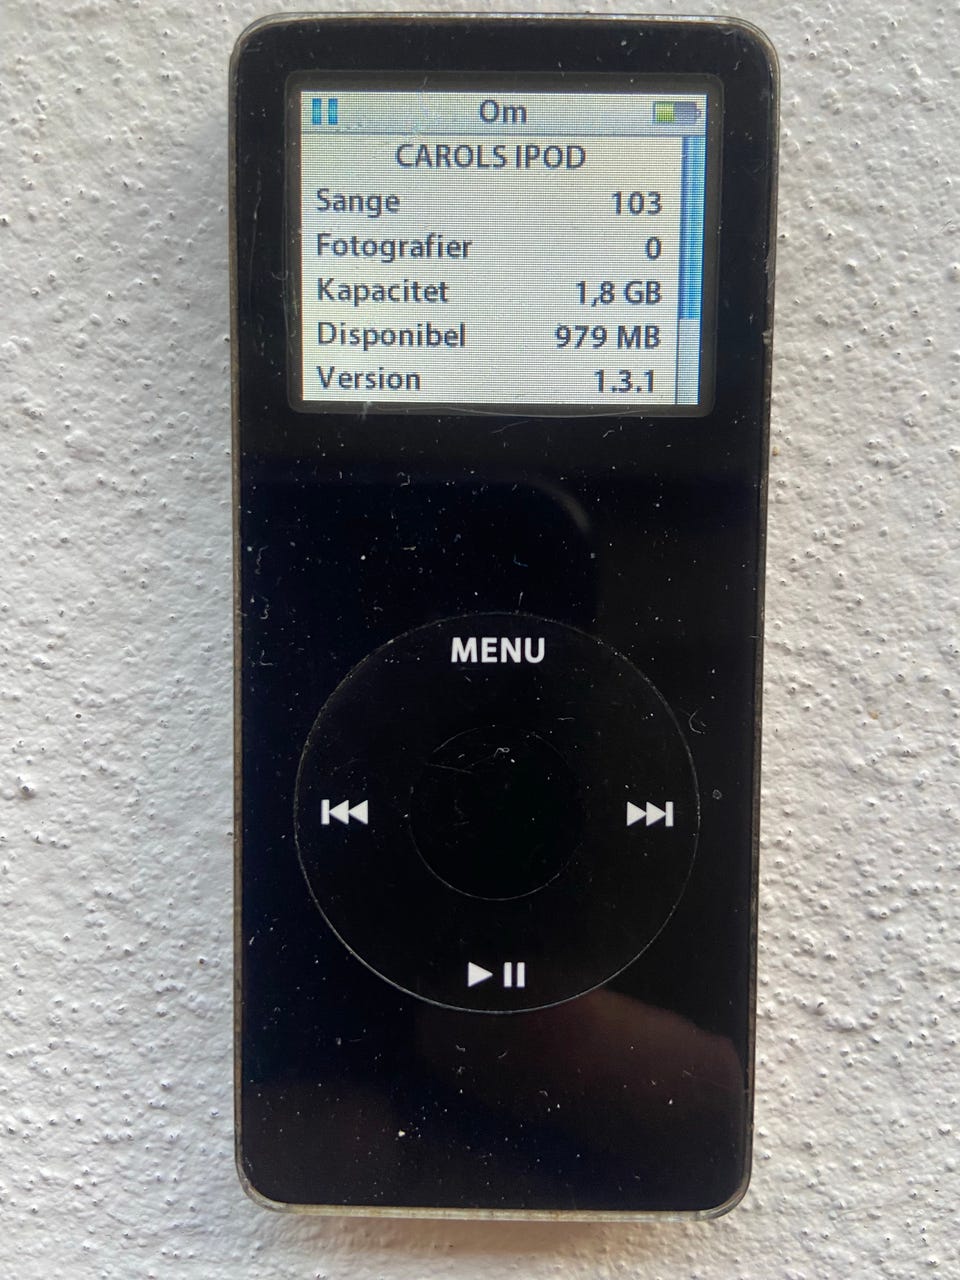 Om
CAROLS IPOD
Sange 103
Fotografier 0
Kapacitet 1,8 GB
Disponibel 979 MB
Version 1.3.1
MENU